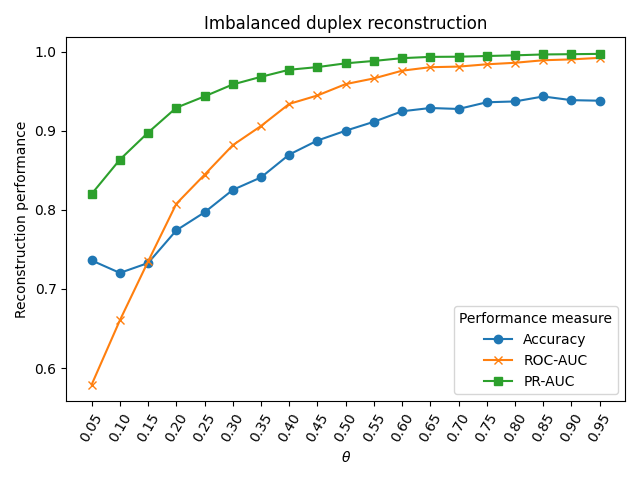 Imbalanced duplex reconstruction
Reconstruction performance
1.0
0.9
0.8
0.7
0.6
Performance measure
Accuracy
ROC-AUC
PR-AUC
0.05 0.10 0.15 0.20 0.25 0.30 0.35 0.40 0.45 0.50 0.55 0.60 0.65 0.70 0.75 0.80 0.85 0.90 0.95
θ